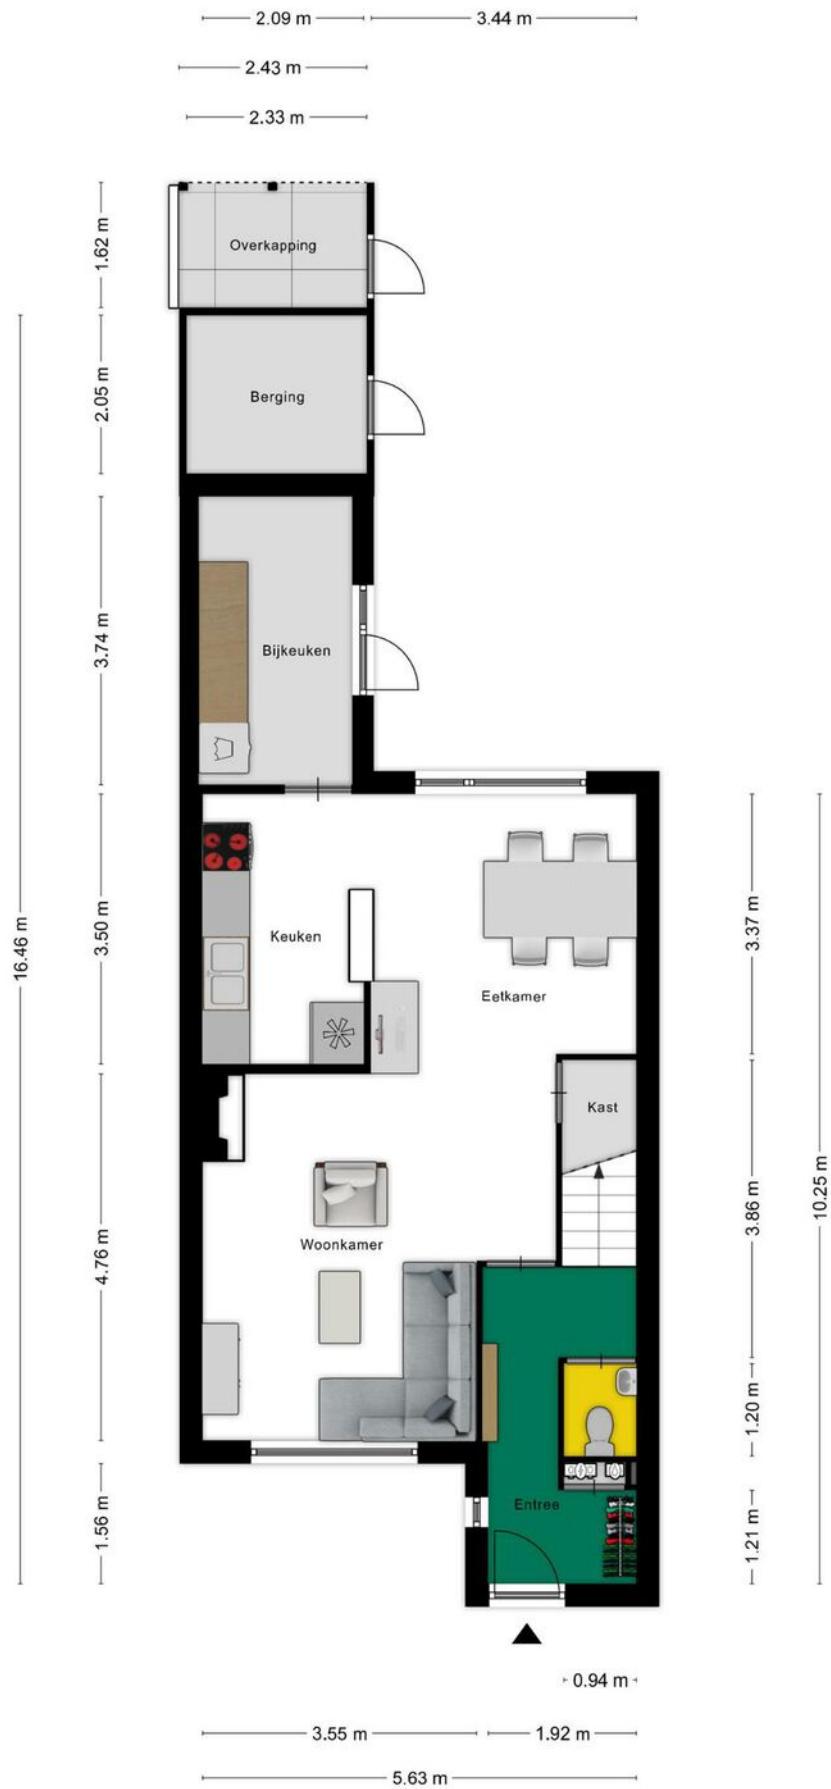 2.09 m
3.44 m
2.43 m
2.33 m
1.62 m
Overkapping
2.05 m
Berging
3.74 m
Bijkeuken
16.46 m
3.50 m
Keuken
3.37 m
Eetkamer
Kast
10.25 m
3.86 m
4.76 m
Woonkamer
1.20 m
1.56 m
Entree
1.21 m
0.94 m
3.55 m
1.92 m
5.63 m